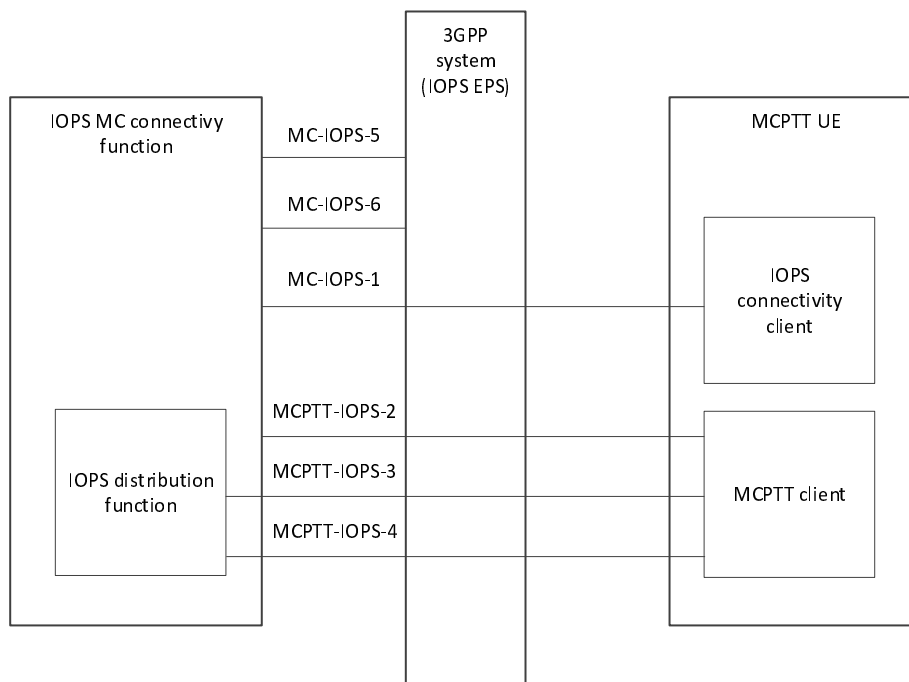 3GPP
system
(IOPS EPS)
IOPS MC connectivy
function
MCPTT UE
MC-IOPS-5
MC-IOPS-6
MC-IOPS-1
IOPS
connectivity
client
MCPTT-IOPS-2
MCPTT-IOPS-3
MCPTT-IOPS-4
IOPS distribution
function
MCPTT client